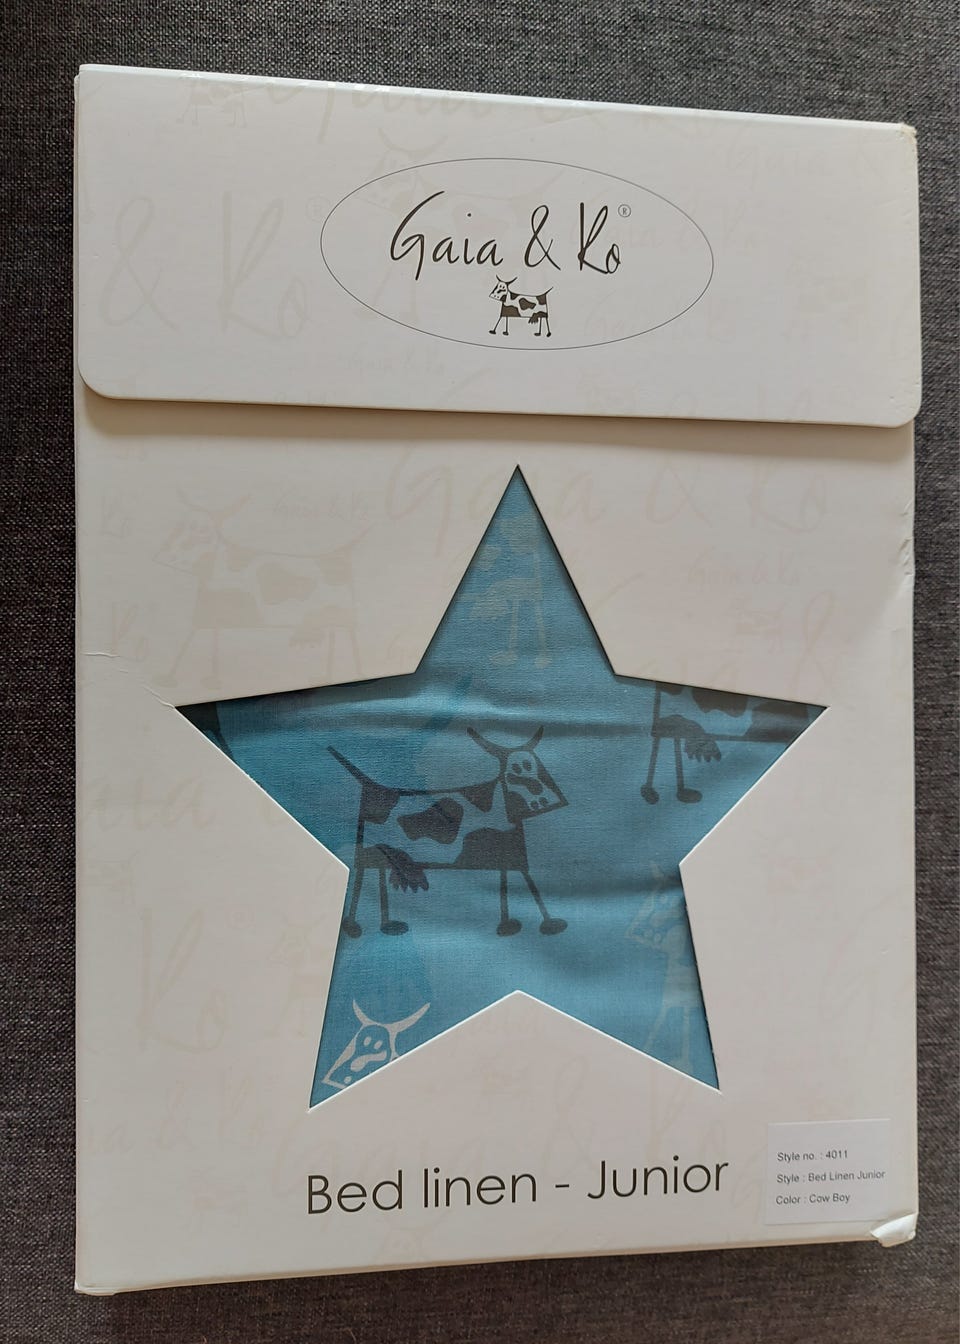 Gaia & Ko®
Bed linen - Junior
Style no. : 4011
Style : Bed Linen Junior
Color : Cow Boy